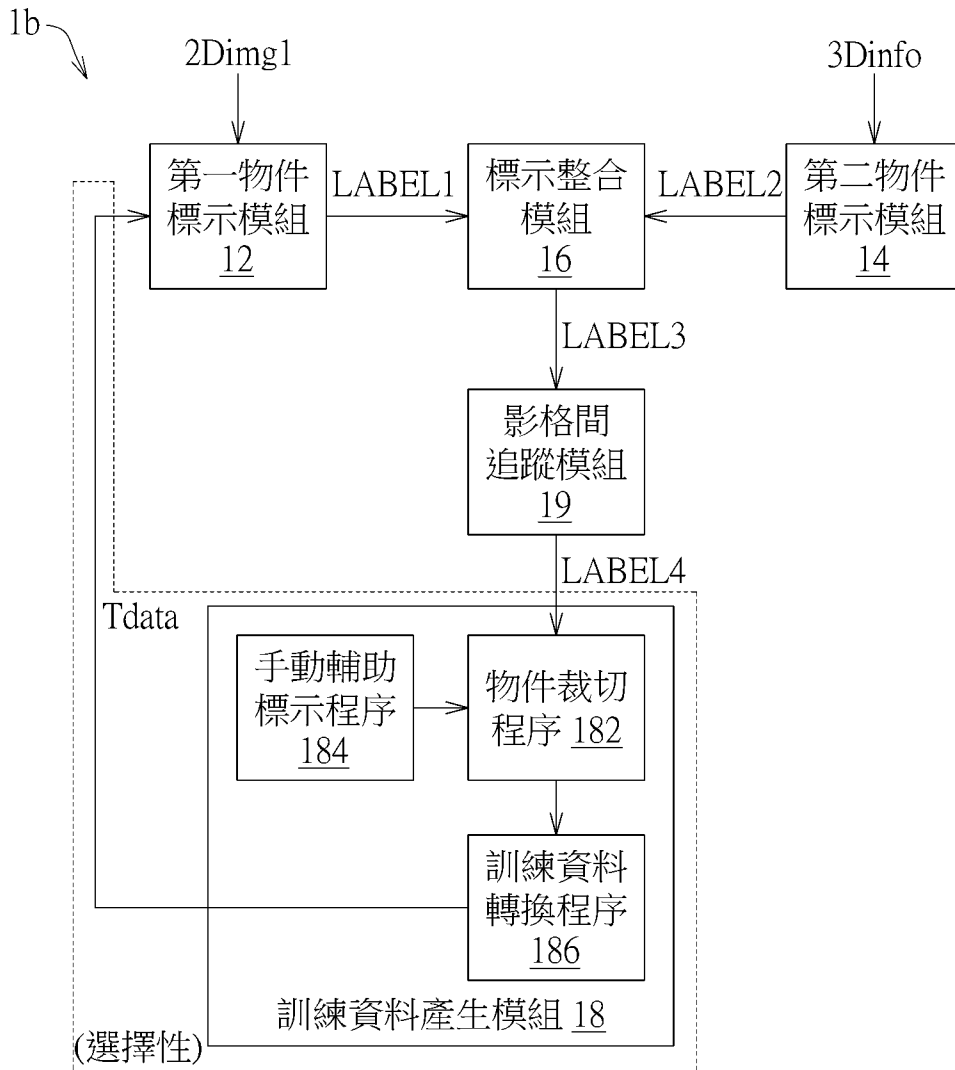 1b
2Dimg1
3Dinfo
第一物件
標示模組
12
LABEL1
標示整合
模組
16
LABEL2
第二物件
標示模組
14
LABEL3
影格間
追蹤模組
19
LABEL4
Tdata
手動輔助
標示程序
184
物件裁切
程序 182
訓練資料
轉換程序
186
訓練資料產生模組 18
(選擇性)